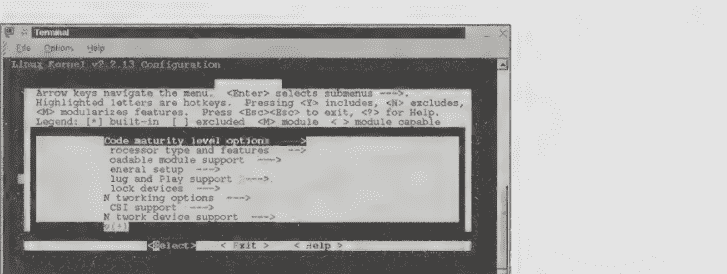 Terminal
File Options Help
Linux Kernel v2.2.13 Configuration
Arrow keys navigate the menu. <Enter> selects submenus --->.
Highlighted letters are hotkeys. Pressing <Y> includes, <N> excludes,
<M> modularizes features. Press <Esc><Esc> to exit, <?> for Help.
Legend: [*] built-in [ ] excluded <M> module < > module capable
Code maturity level options --->
rocessor type and features --->
oadable module support --->
eneral setup --->
lug and Play support --->
lock devices --->
N tworking options --->
CSI support --->
N twork device support --->
v(+)
<Select> < Exit > < Help >